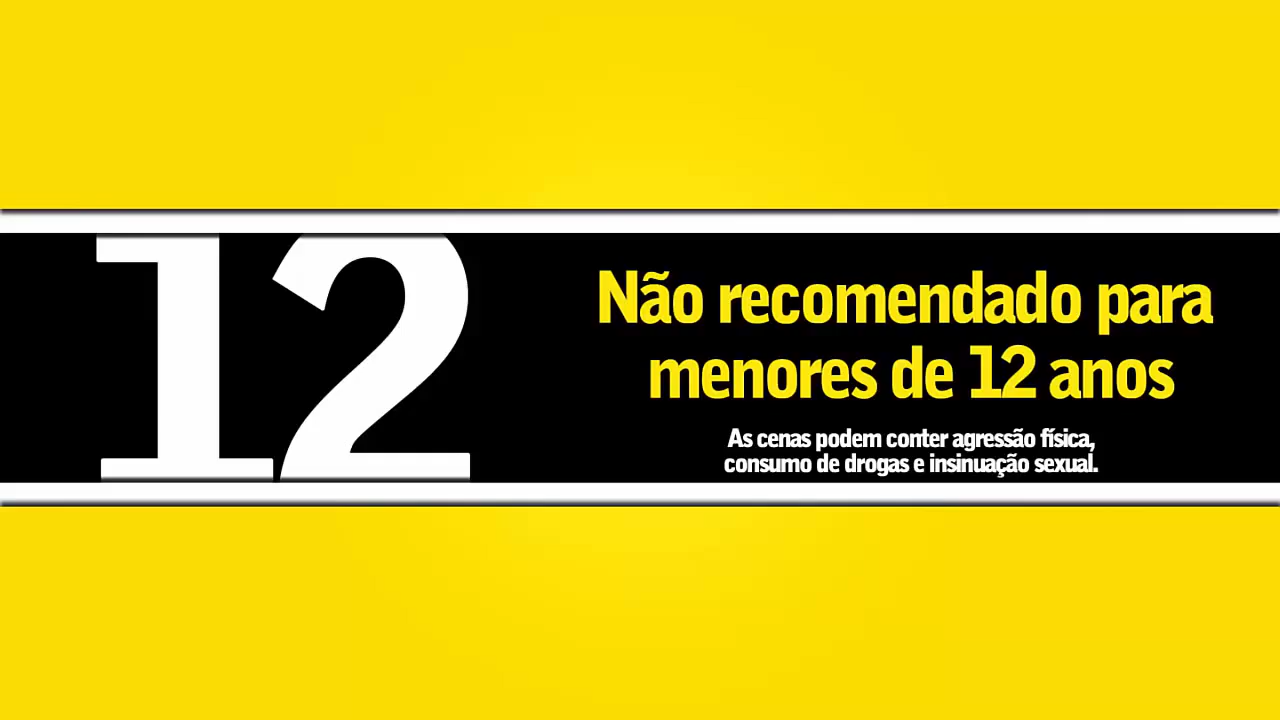 12
Não recomendado para
menores de 12 anos
As cenas podem conter agressão física,
consumo de drogas e insinuação sexual.